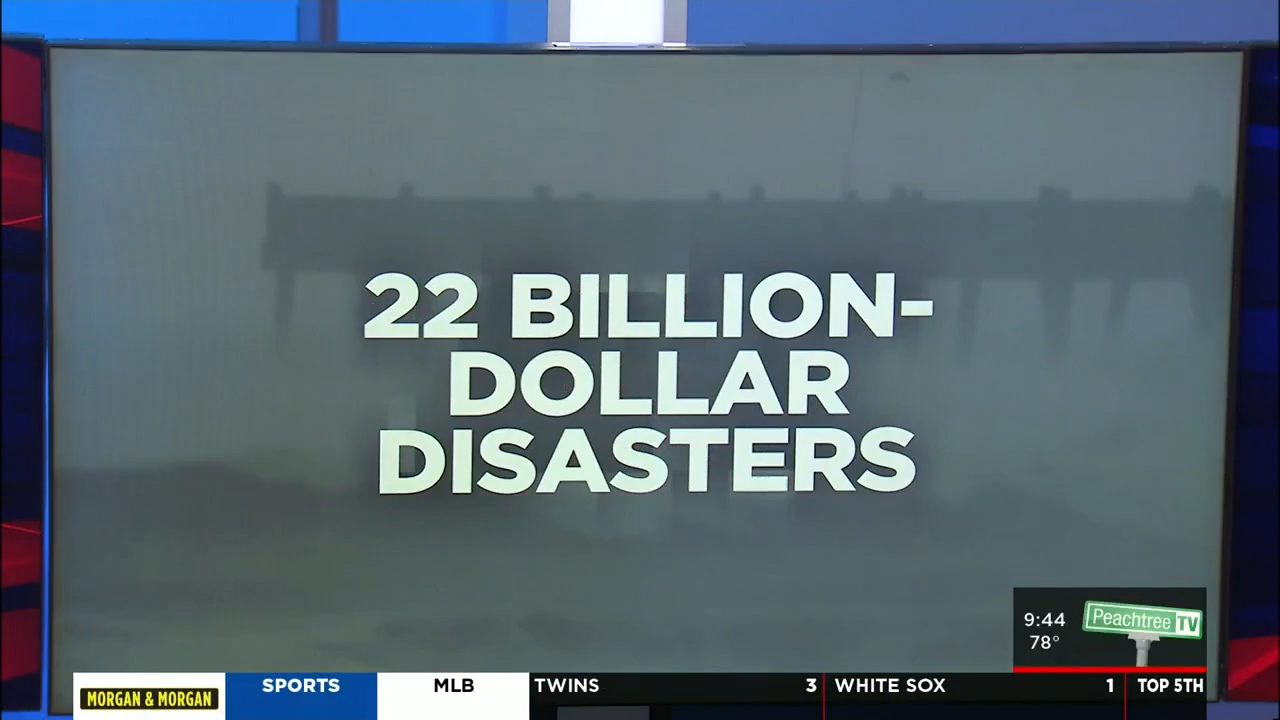 22 BILLION-
DOLLAR
DISASTERS
9:44
78°
Peachtree TV
MORGAN & MORGAN
SPORTS
MLB
TWINS 3
WHITE SOX 1
TOP 5TH